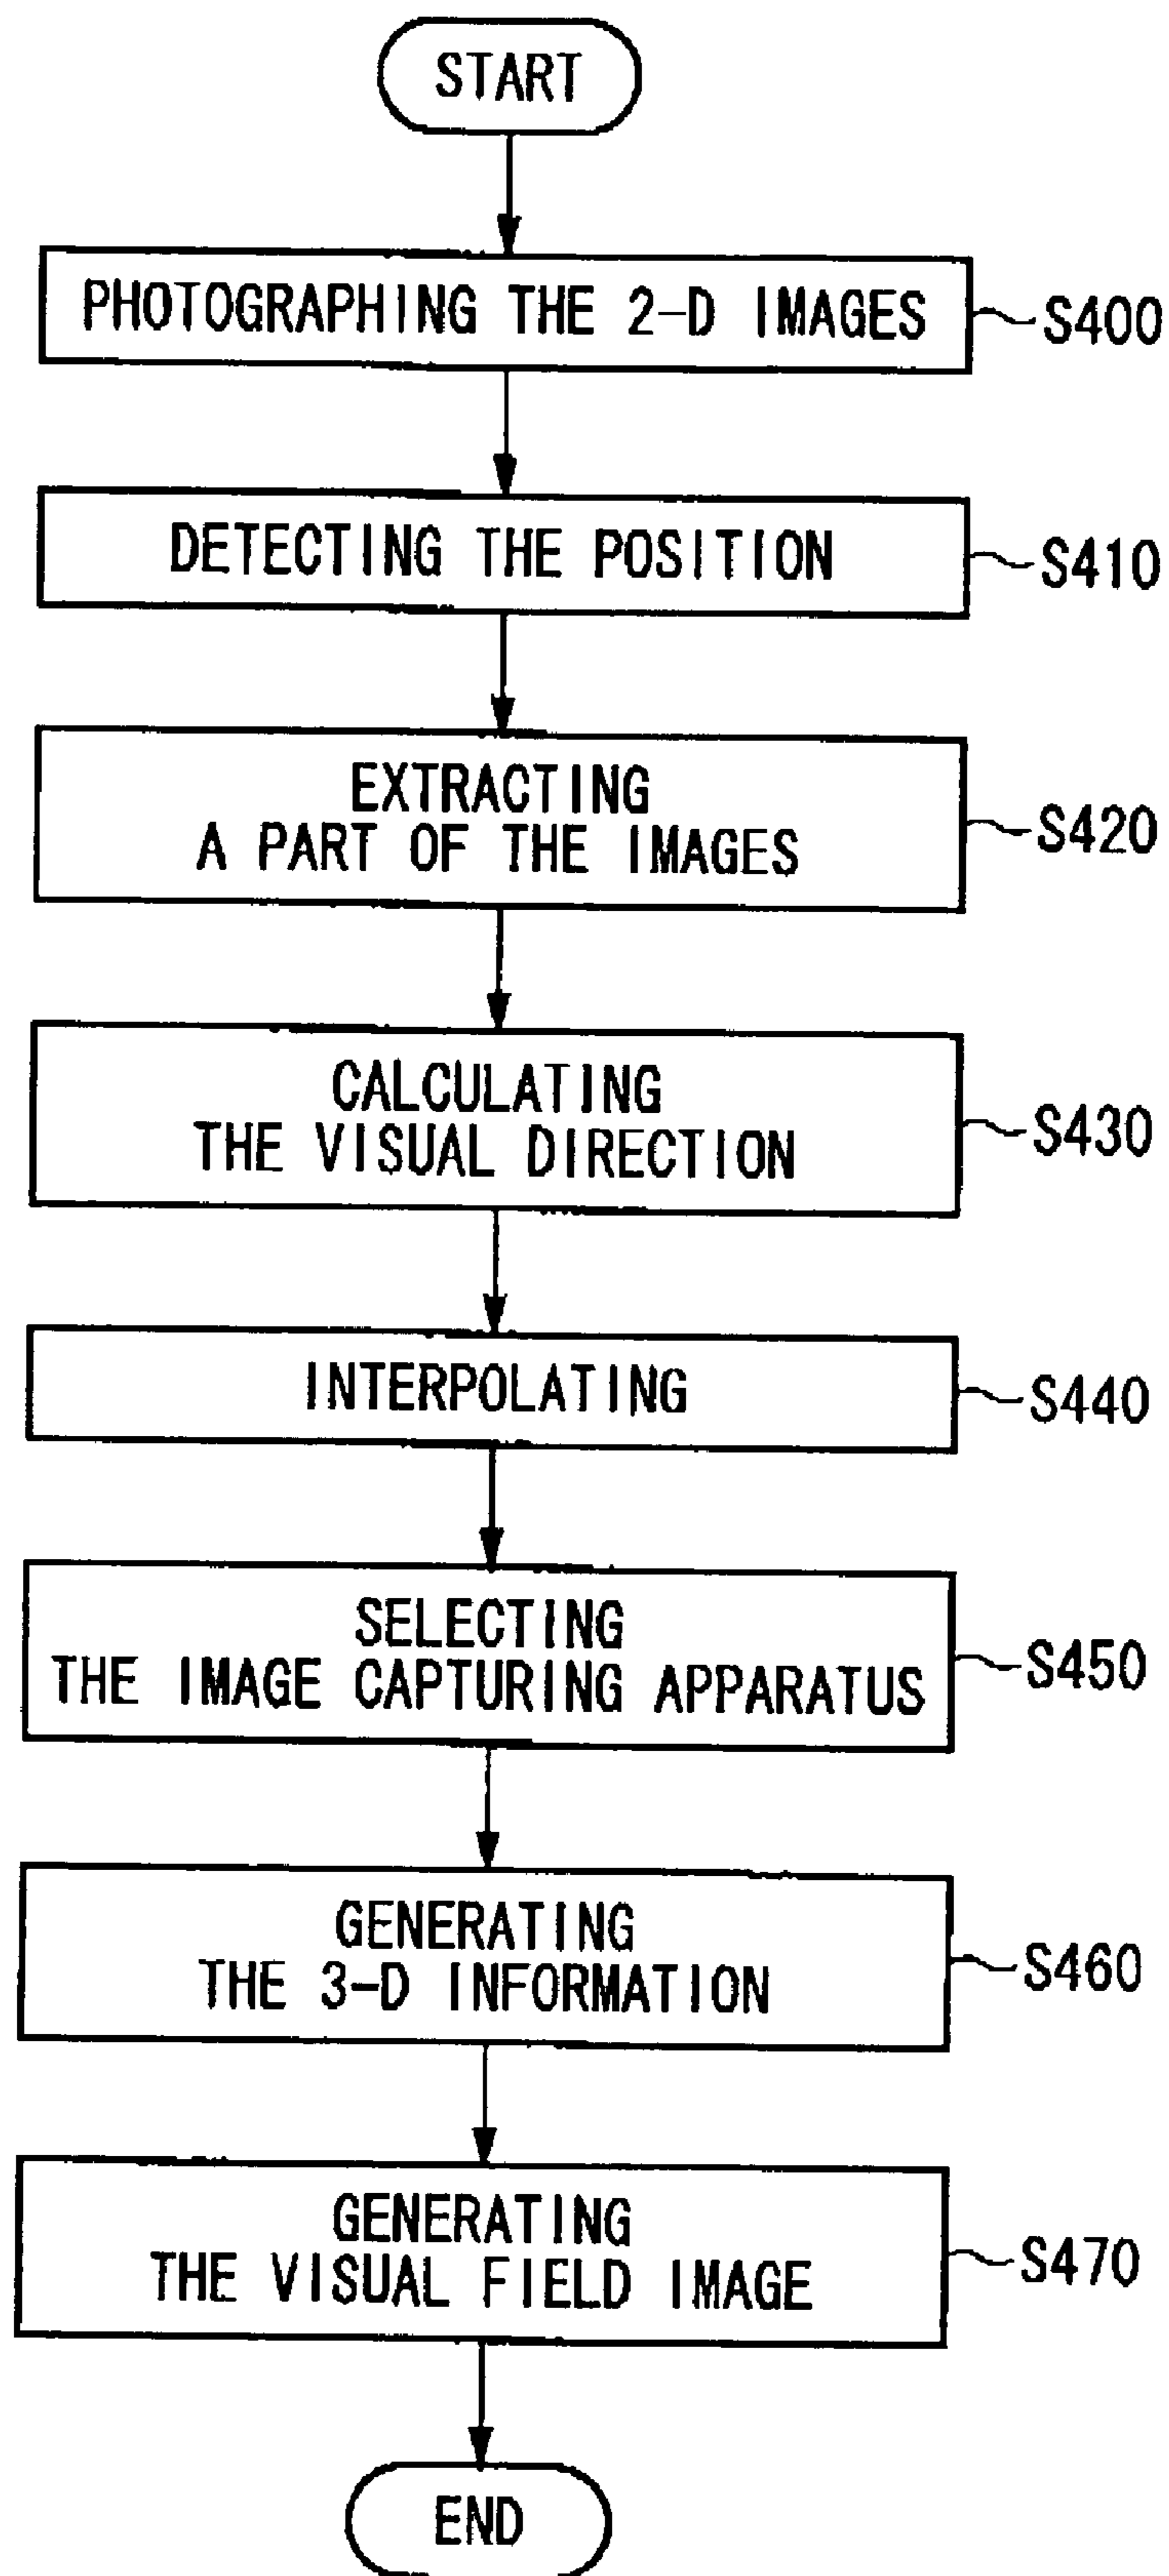 START
PHOTOGRAPHING THE 2-D IMAGES
S400
DETECTING THE POSITION
S410
EXTRACTING
A PART OF THE IMAGES
S420
CALCULATING
THE VISUAL DIRECTION
S430
INTERPOLATING
S440
SELECTING
THE IMAGE CAPTURING APPARATUS
S450
GENERATING
THE 3-D INFORMATION
S460
GENERATING
THE VISUAL FIELD IMAGE
S470
END